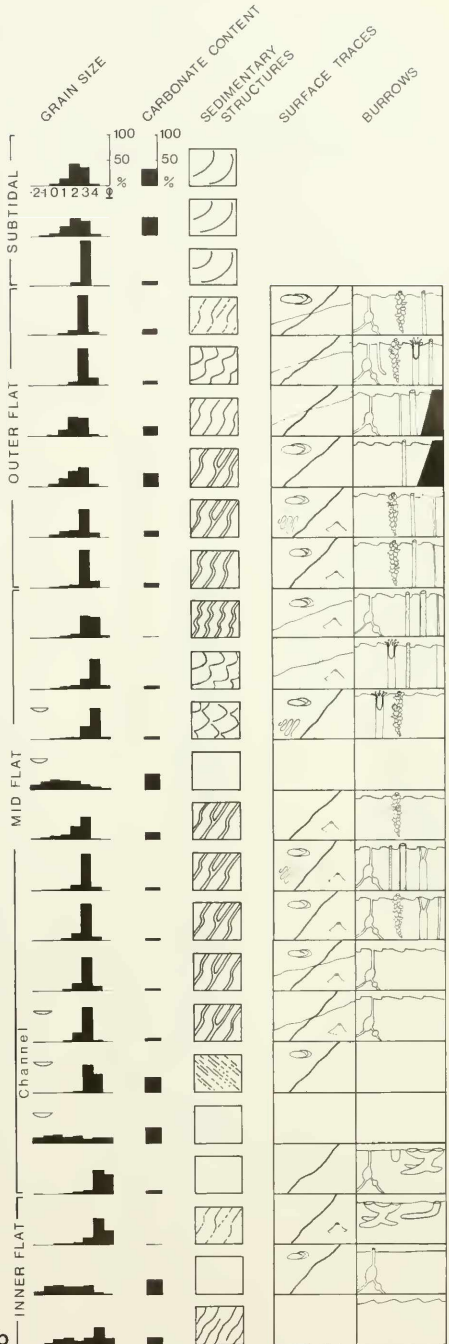 GRAIN SIZE
CARBONATE CONTENT
SEDIMENTARY
STRUCTURES
SURFACE TRACES
BURROWS
100 100
50 50
% %
-2-1 0 1 2 3 4
SUBTIDAL
OUTER FLAT
MID FLAT
Channel
INNER FLAT